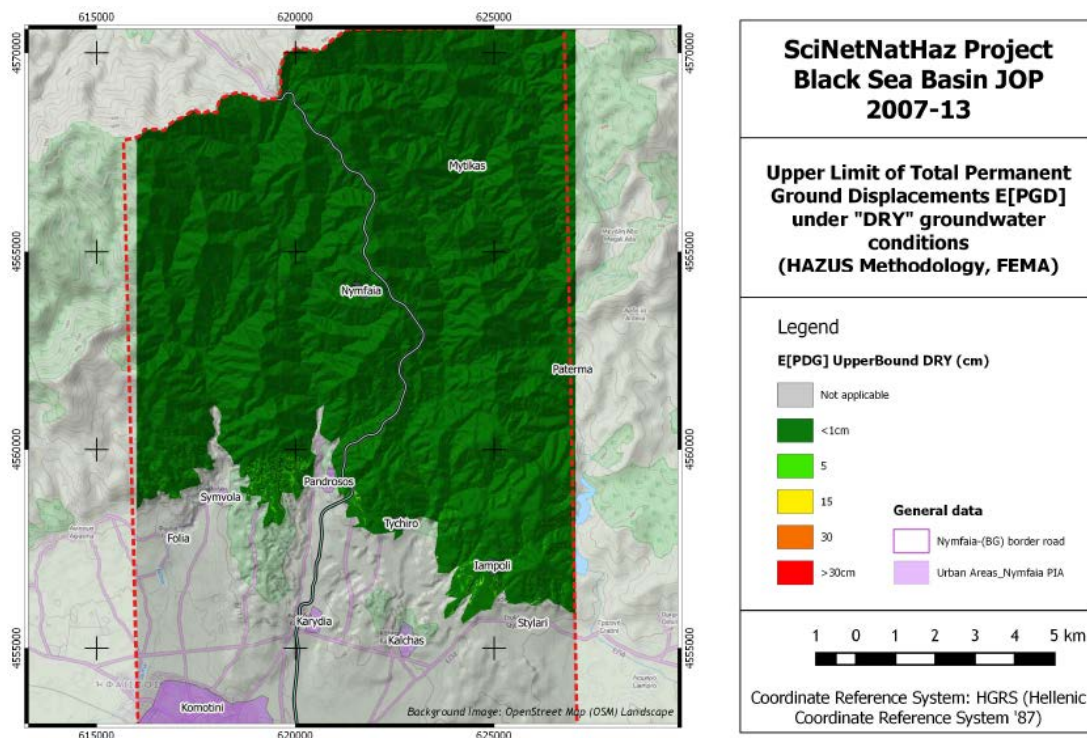 615000 620000 625000
4570000 4570000
4565000 4565000
4560000 4560000
4555000 4555000
Mytikas
Nymfaia
Paterma
Pandrosos
Symvola
Tychiro
Folia
Iampoli
Karydia
Stylari
Kalchas
Komotini
Background Image: OpenStreet Map (OSM) Landscape
615000 620000 625000
SciNetNatHaz Project
Black Sea Basin JOP
2007-13
Upper Limit of Total Permanent
Ground Displacements E[PGD]
under "DRY" groundwater
conditions
(HAZUS Methodology, FEMA)
Legend
E[PDG] UpperBound DRY (cm)
Not applicable
<1cm
5
15
30
>30cm
General data
Nymfaia-(BG) border road
Urban Areas_Nymfaia PIA
1 0 1 2 3 4 5 km
Coordinate Reference System: HGRS (Hellenic
Coordinate Reference System '87)